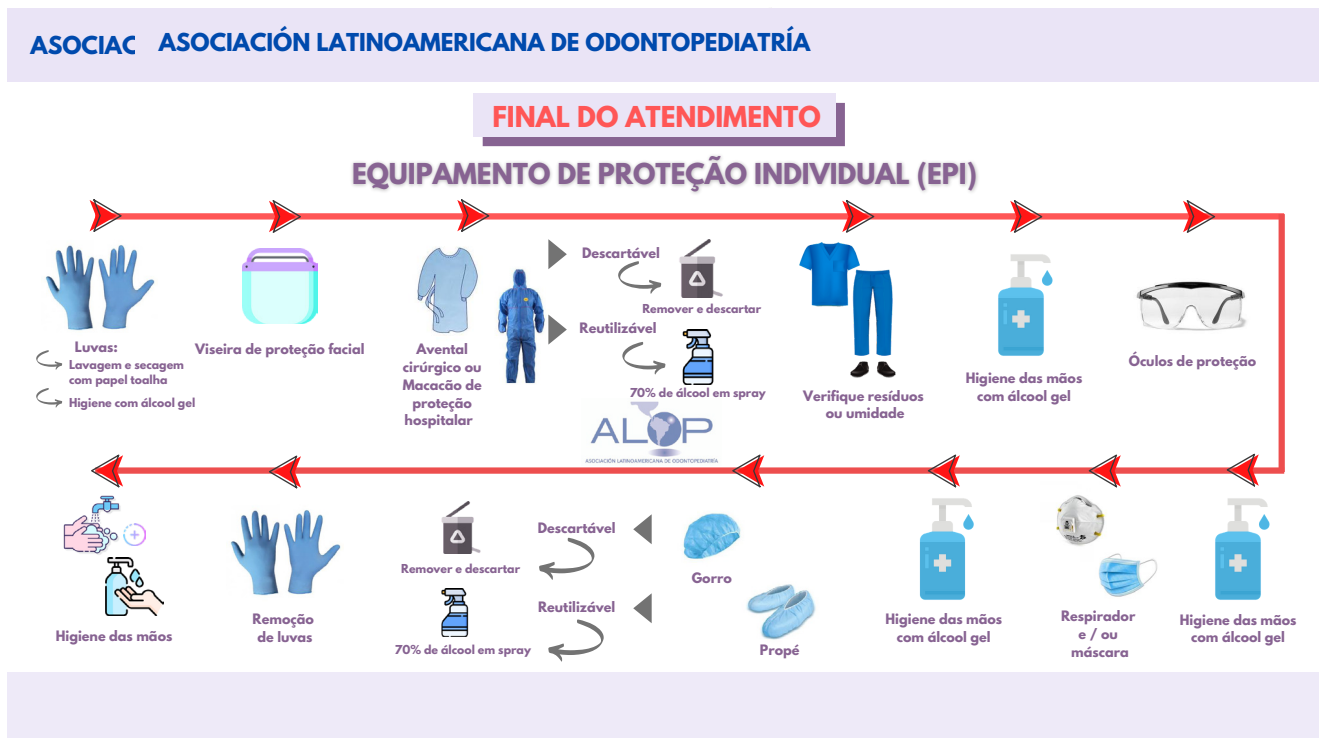 ASOCIAC
ASOCIACIÓN LATINOAMERICANA DE ODONTOPEDIATRÍA
FINAL DO ATENDIMENTO
EQUIPAMENTO DE PROTEÇÃO INDIVIDUAL (EPI)
Luvas:
Lavagem e secagem
com papel toalha
Higiene com álcool gel
Viseira de proteção facial
Avental
cirúrgico ou
Macacão de
proteção
hospitalar
Descartável
Remover e descartar
Reutilizável
70% de álcool em spray
Verifique resíduos
ou umidade
Higiene das mãos
com álcool gel
Óculos de proteção
ALOP
ASOCIACIÓN LATINOAMERICANA DE ODONTOPEDIATRÍA
Higiene das mãos
com álcool gel
Respirador
e / ou
máscara
Higiene das mãos
com álcool gel
Gorro
Propé
Descartável
Remover e descartar
Reutilizável
70% de álcool em spray
Remoção
de luvas
Higiene das mãos